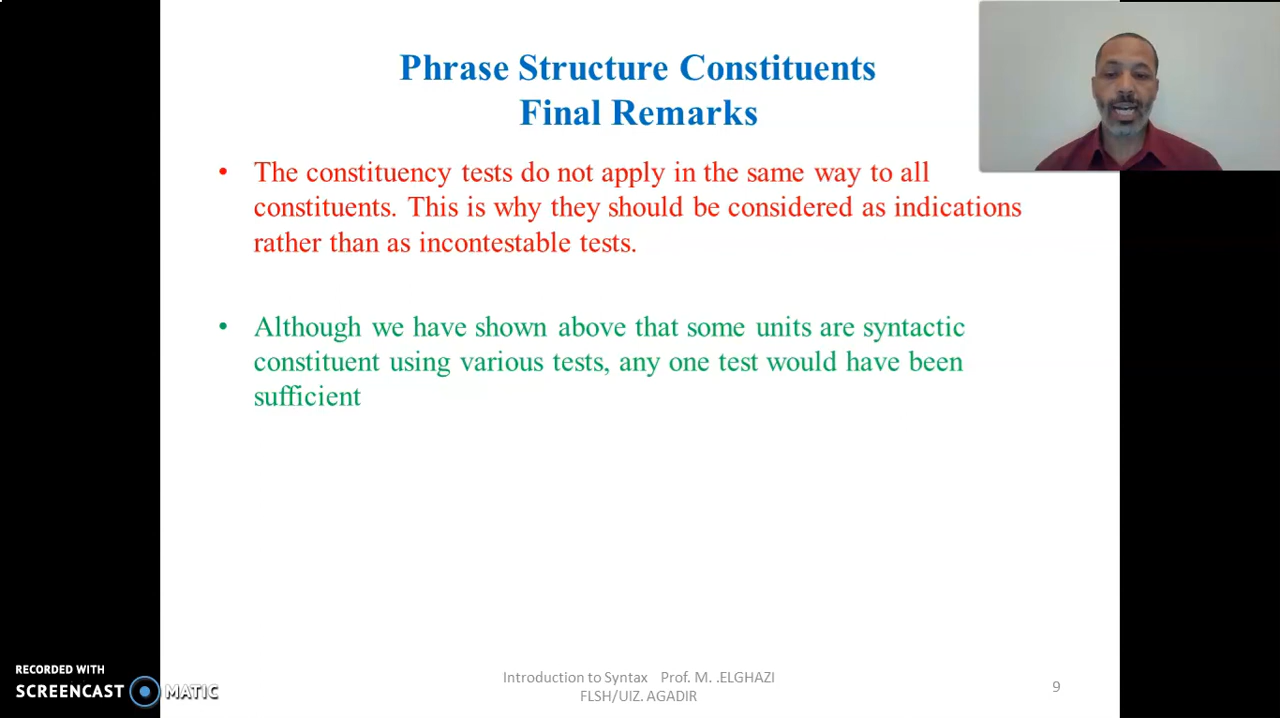 Phrase Structure Constituents
Final Remarks
• The constituency tests do not apply in the same way to all
constituents. This is why they should be considered as indications
rather than as incontestable tests.
• Although we have shown above that some units are syntactic
constituent using various tests, any one test would have been
sufficient
RECORDED WITH
SCREENCAST MATIC
Introduction to Syntax Prof. M. .ELGHAZI
FLSH/UIZ. AGADIR
9